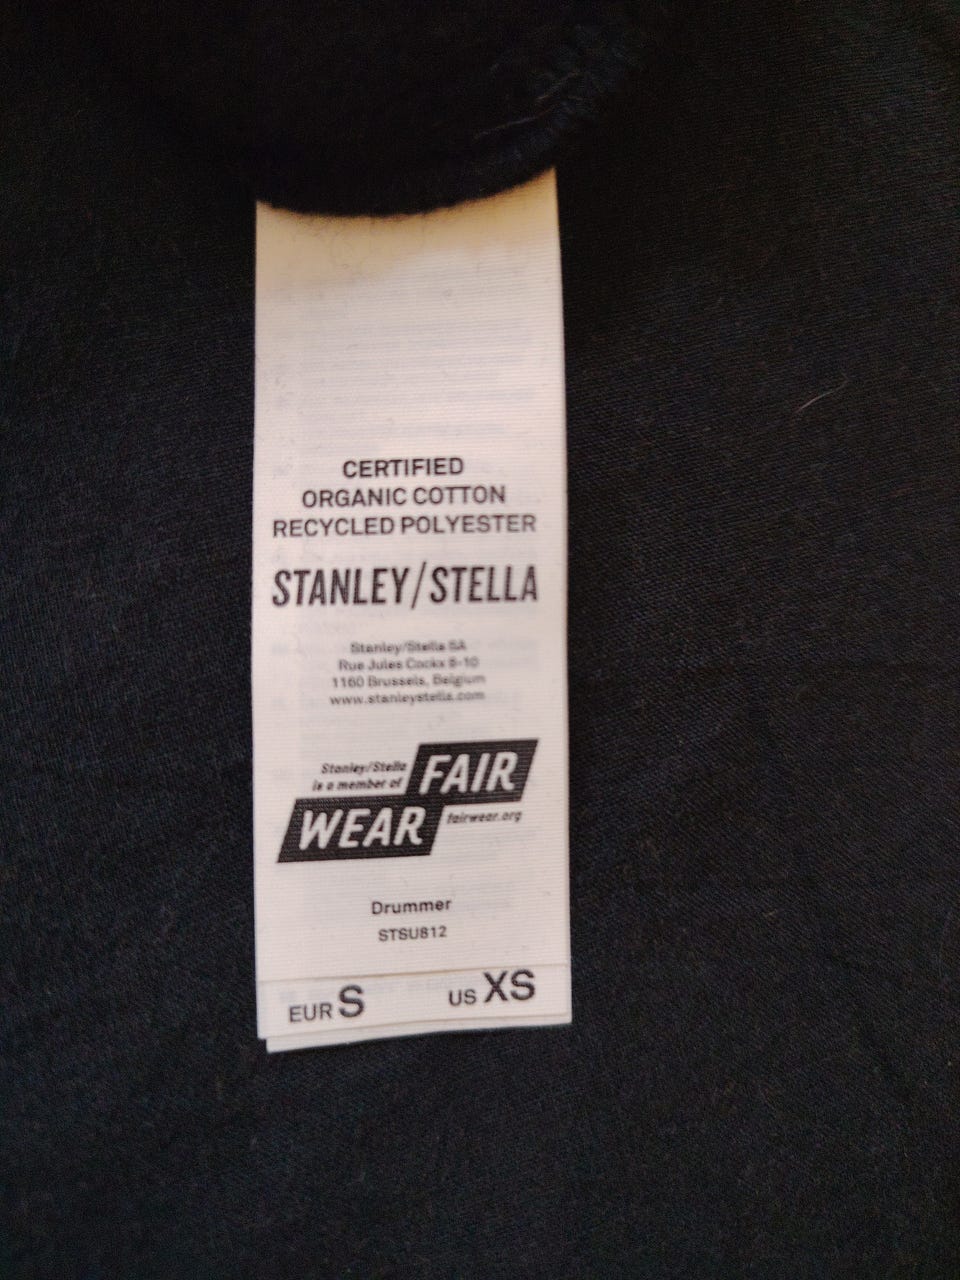 CERTIFIED
ORGANIC COTTON
RECYCLED POLYESTER
STANLEY/STELLA
Stanley/Stella SA
Rue Jules Cockx 8-10
1160 Brussels, Belgium
www.stanleystella.com
Stanley/Stella
is a member of
FAIR
WEAR
fairwear.org
Drummer
STSU812
EUR S
US XS